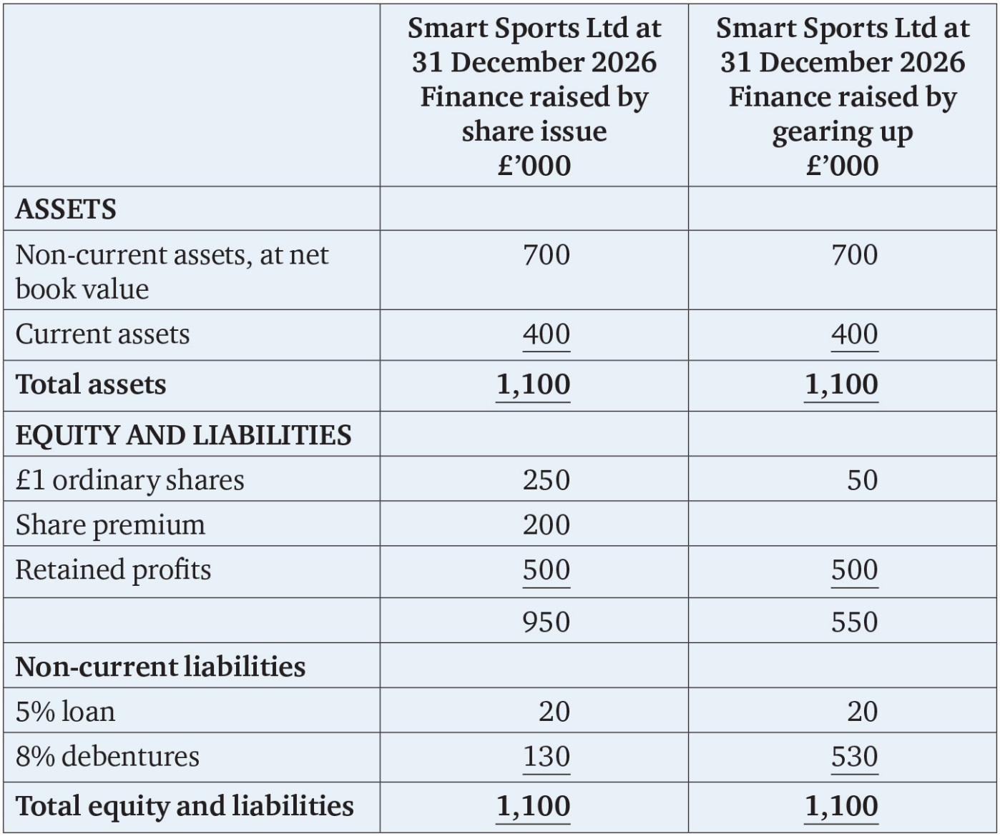 Smart Sports Ltd at
31 December 2026
Finance raised by
share issue
£’000
Smart Sports Ltd at
31 December 2026
Finance raised by
gearing up
£’000
ASSETS
Non-current assets, at net
book value
700
700
Current assets
400
400
Total assets
1,100
1,100
EQUITY AND LIABILITIES
£1 ordinary shares
250
50
Share premium
200
Retained profits
500
500
950
550
Non-current liabilities
5% loan
20
20
8% debentures
130
530
Total equity and liabilities
1,100
1,100